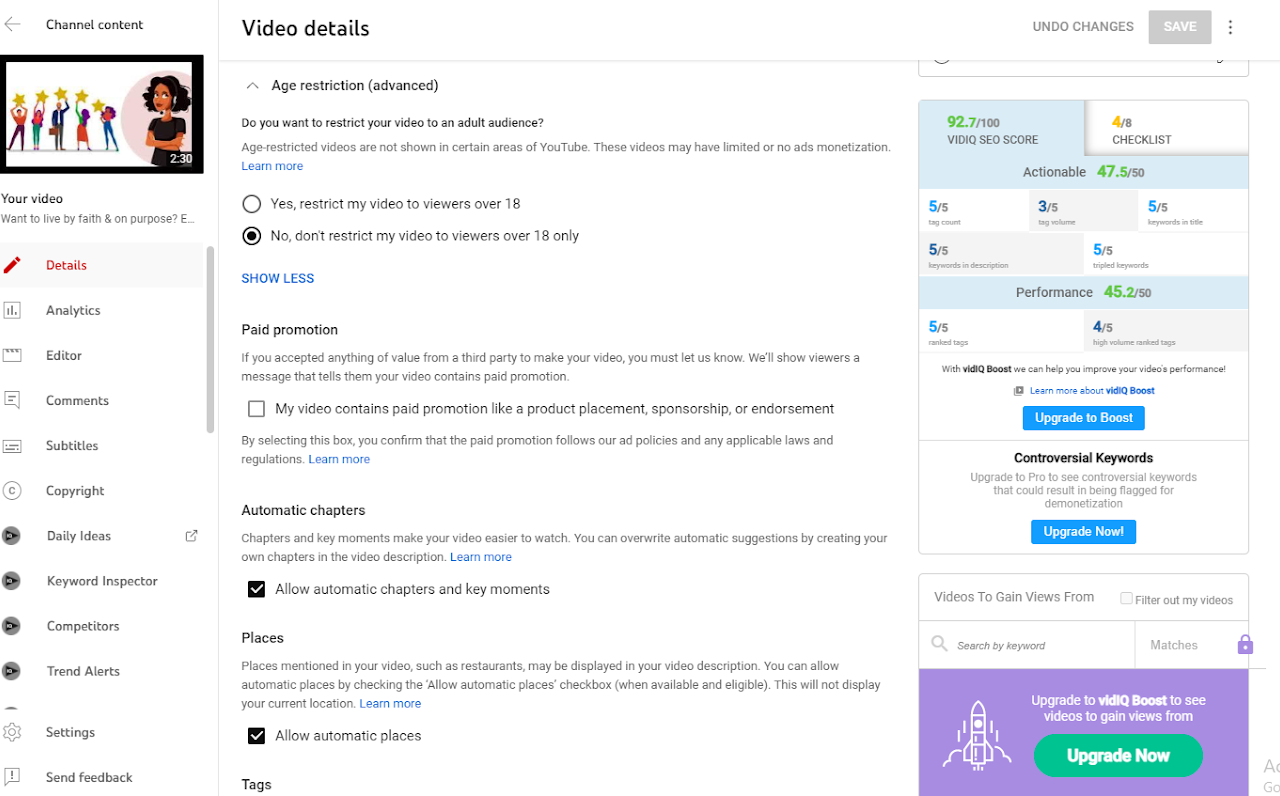 Channel content
2:30
Your video
Want to live by faith & on purpose? E...
Details
Analytics
Editor
Comments
Subtitles
Copyright
Daily Ideas
Keyword Inspector
Competitors
Trend Alerts
Settings
Send feedback
Video details
UNDO CHANGES
SAVE
Age restriction (advanced)
Do you want to restrict your video to an adult audience?
Age-restricted videos are not shown in certain areas of YouTube. These videos may have limited or no ads monetization.
Learn more
Yes, restrict my video to viewers over 18
No, don't restrict my video to viewers over 18 only
SHOW LESS
Paid promotion
If you accepted anything of value from a third party to make your video, you must let us know. We'll show viewers a
message that tells them your video contains paid promotion.
My video contains paid promotion like a product placement, sponsorship, or endorsement
By selecting this box, you confirm that the paid promotion follows our ad policies and any applicable laws and
regulations. Learn more
Automatic chapters
Chapters and key moments make your video easier to watch. You can overwrite automatic suggestions by creating your
own chapters in the video description. Learn more
Allow automatic chapters and key moments
Places
Places mentioned in your video, such as restaurants, may be displayed in your video description. You can allow
automatic places by checking the 'Allow automatic places' checkbox (when available and eligible). This will not display
your current location. Learn more
Allow automatic places
Tags
92.7/100
VIDIQ SEO SCORE
4/8
CHECKLIST
Actionable 47.5/50
5/5
tag count
3/5
tag volume
5/5
keywords in title
5/5
keywords in description
5/5
tripled keywords
Performance 45.2/50
5/5
ranked tags
4/5
high volume ranked tags
With vidIQ Boost we can help you improve your video's performance!
Learn more about vidIQ Boost
Upgrade to Boost
Controversial Keywords
Upgrade to Pro to see controversial keywords
that could result in being flagged for
demonetization
Upgrade Now!
Videos To Gain Views From
Filter out my videos
Search by keyword
Matches
Upgrade to vidIQ Boost to see
videos to gain views from
Upgrade Now